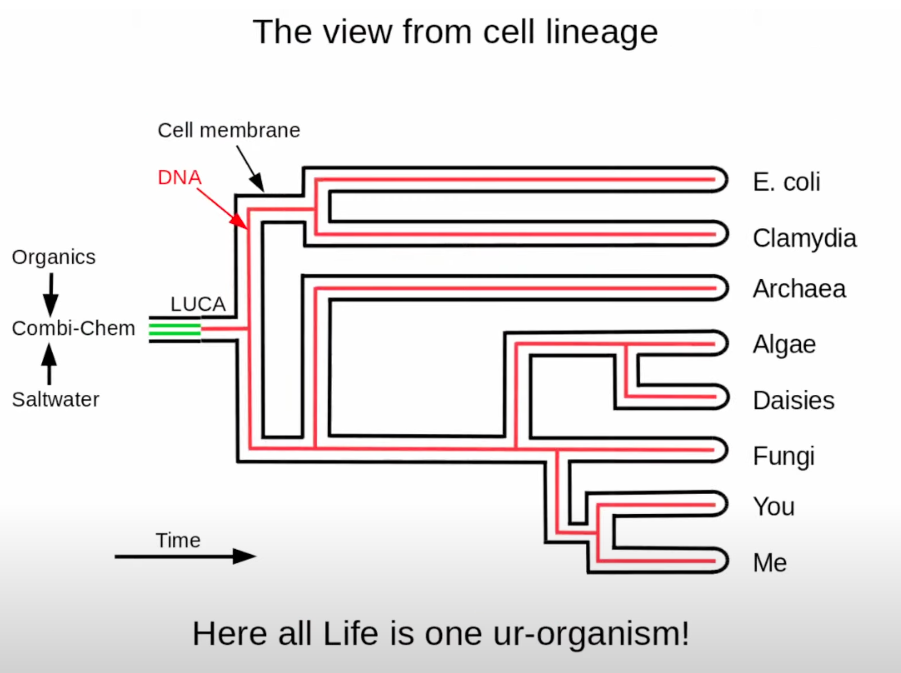 The view from cell lineage
Cell membrane
DNA
Organics
LUCA
Combi-Chem
Saltwater
E. coli
Clamydia
Archaea
Algae
Daisies
Fungi
You
Me
Time
Here all Life is one ur-organism!